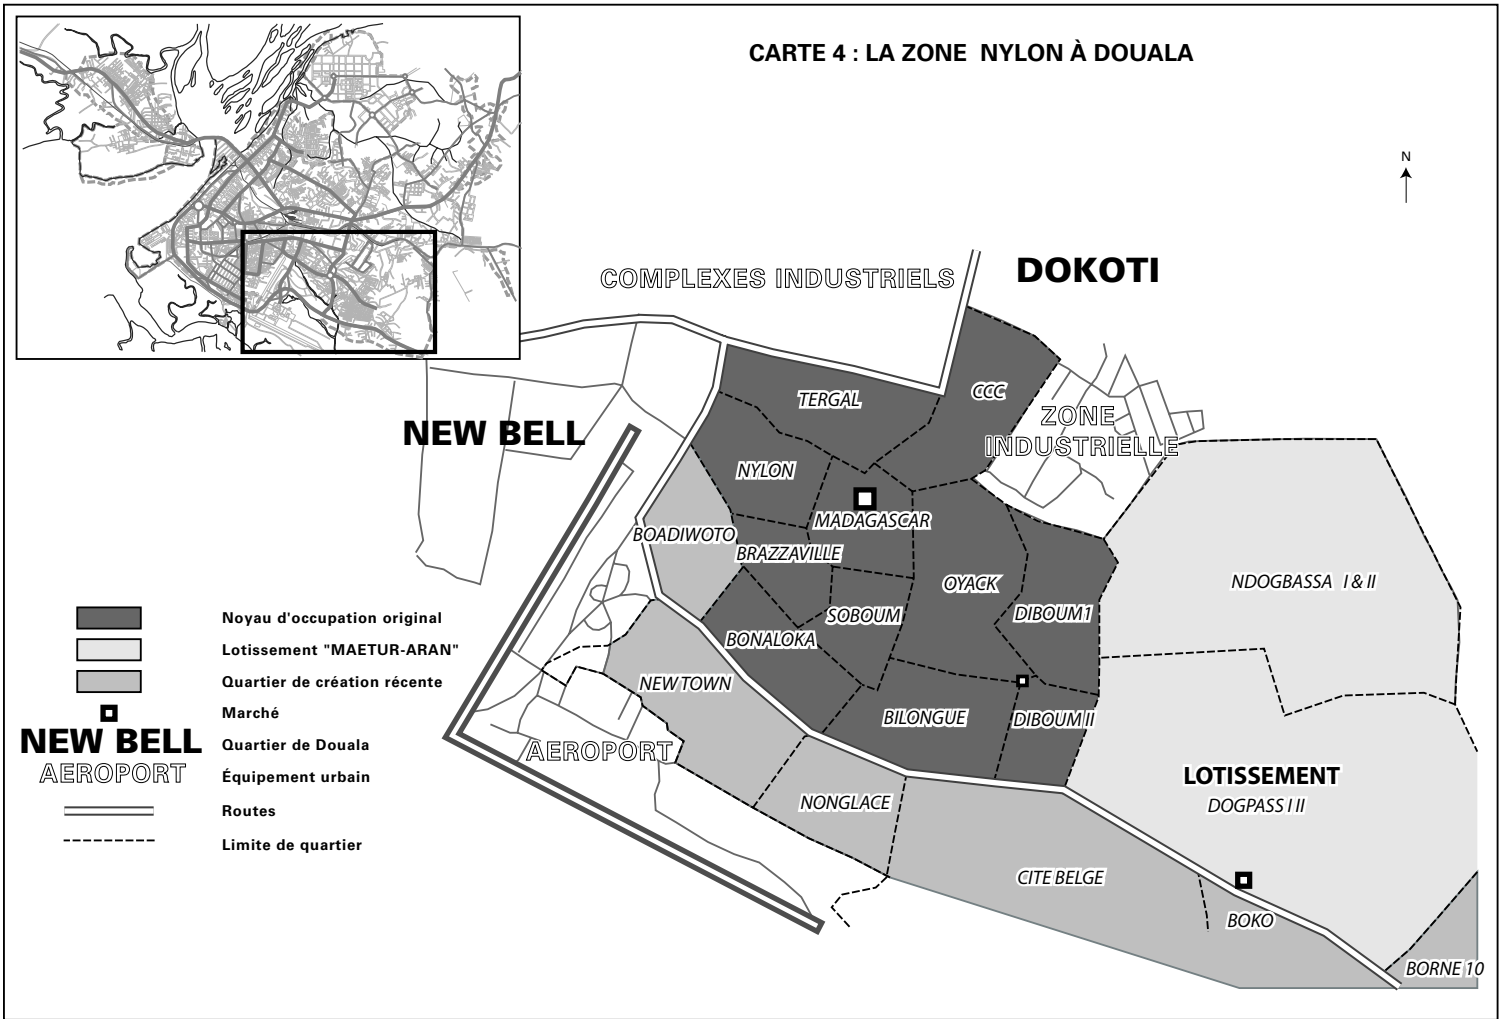 CARTE 4 : LA ZONE NYLON À DOUALA
N
COMPLEXES INDUSTRIELS
DOKOTI
TERGAL
CCC
ZONE
INDUSTRIELLE
NEW BELL
NYLON
MADAGASCAR
BOADIWOTO
BRAZZAVILLE
OYACK
NDOGBASSA I & II
SOBOUM
DIBOUM1
BONALOKA
NEW TOWN
BILONGUE
DIBOUM II
AEROPORT
LOTISSEMENT
DOGPASS I II
NONGLACE
CITE BELGE
BOKO
BORNE 10
Noyau d'occupation original
Lotissement "MAETUR-ARAN"
Quartier de création récente
Marché
NEW BELL Quartier de Douala
AEROPORT Équipement urbain
Routes
Limite de quartier